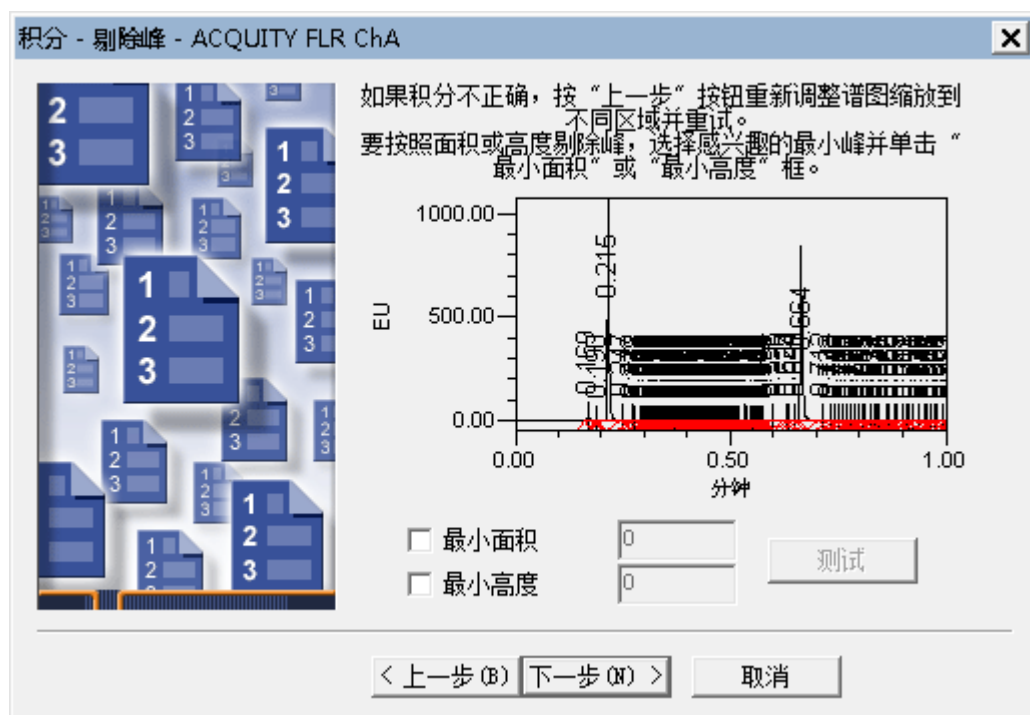 积分 - 剔除峰 - ACQUITY FLR ChA
如果积分不正确，按“上一步”按钮重新调整谱图缩放到
不同区域并重试。
要按照面积或高度剔除峰，选择感兴趣的最小峰并单击“
最小面积”或“最小高度”框。
1000.00
500.00
0.00
EU
0.169
0.215
0.00
0.50
1.00
分钟
最小面积
0
最小高度
0
测试
< 上一步(B)
下一步(N) >
取消
1
2
3